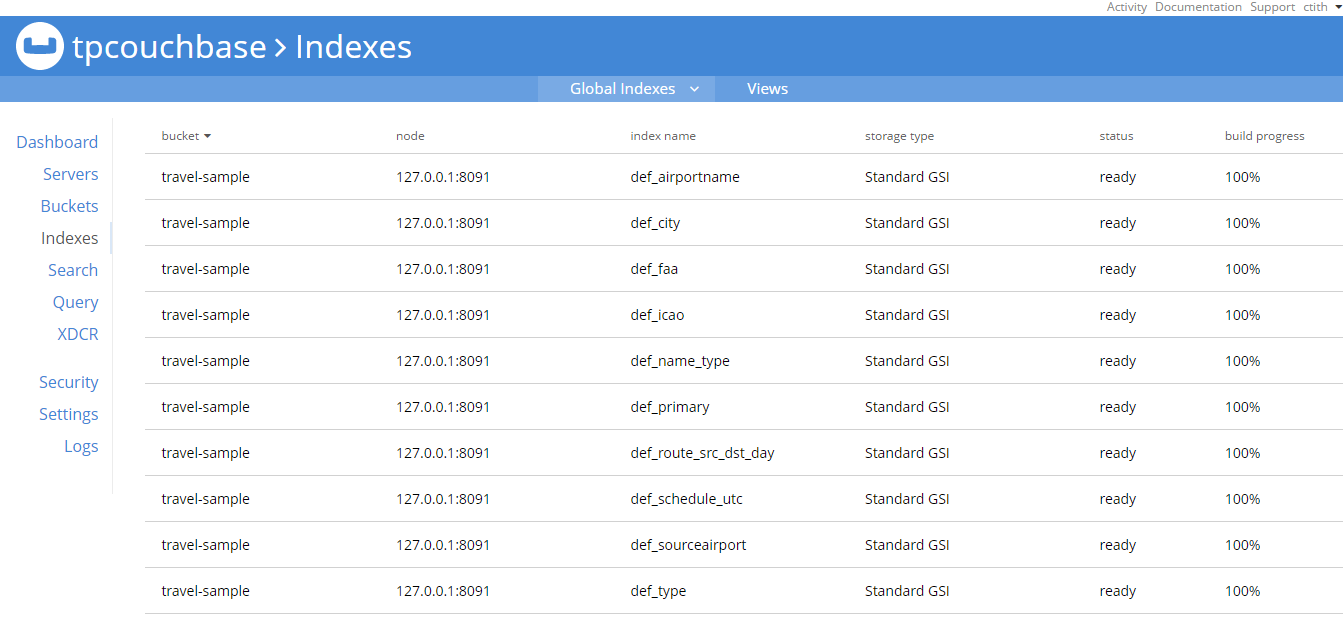 Activity Documentation Support ctith
tpcouchbase > Indexes
Global Indexes Views
Dashboard
Servers
Buckets
Indexes
Search
Query
XDCR
Security
Settings
Logs
bucket node index name storage type status build progress
travel-sample 127.0.0.1:8091 def_airportname Standard GSI ready 100%
travel-sample 127.0.0.1:8091 def_city Standard GSI ready 100%
travel-sample 127.0.0.1:8091 def_faa Standard GSI ready 100%
travel-sample 127.0.0.1:8091 def_icao Standard GSI ready 100%
travel-sample 127.0.0.1:8091 def_name_type Standard GSI ready 100%
travel-sample 127.0.0.1:8091 def_primary Standard GSI ready 100%
travel-sample 127.0.0.1:8091 def_route_src_dst_day Standard GSI ready 100%
travel-sample 127.0.0.1:8091 def_schedule_utc Standard GSI ready 100%
travel-sample 127.0.0.1:8091 def_sourceairport Standard GSI ready 100%
travel-sample 127.0.0.1:8091 def_type Standard GSI ready 100%